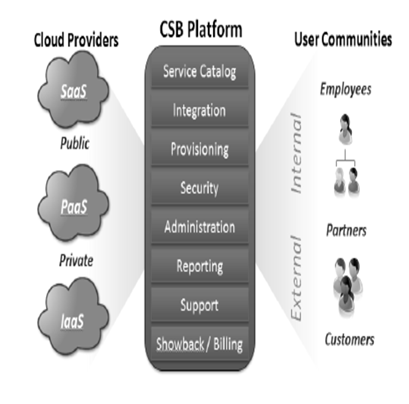 Cloud Providers
SaaS
Public
PaaS
Private
IaaS
CSB Platform
Service Catalog
Integration
Provisioning
Security
Administration
Reporting
Support
Showback / Billing
User Communities
Employees
Internal
Partners
External
Customers